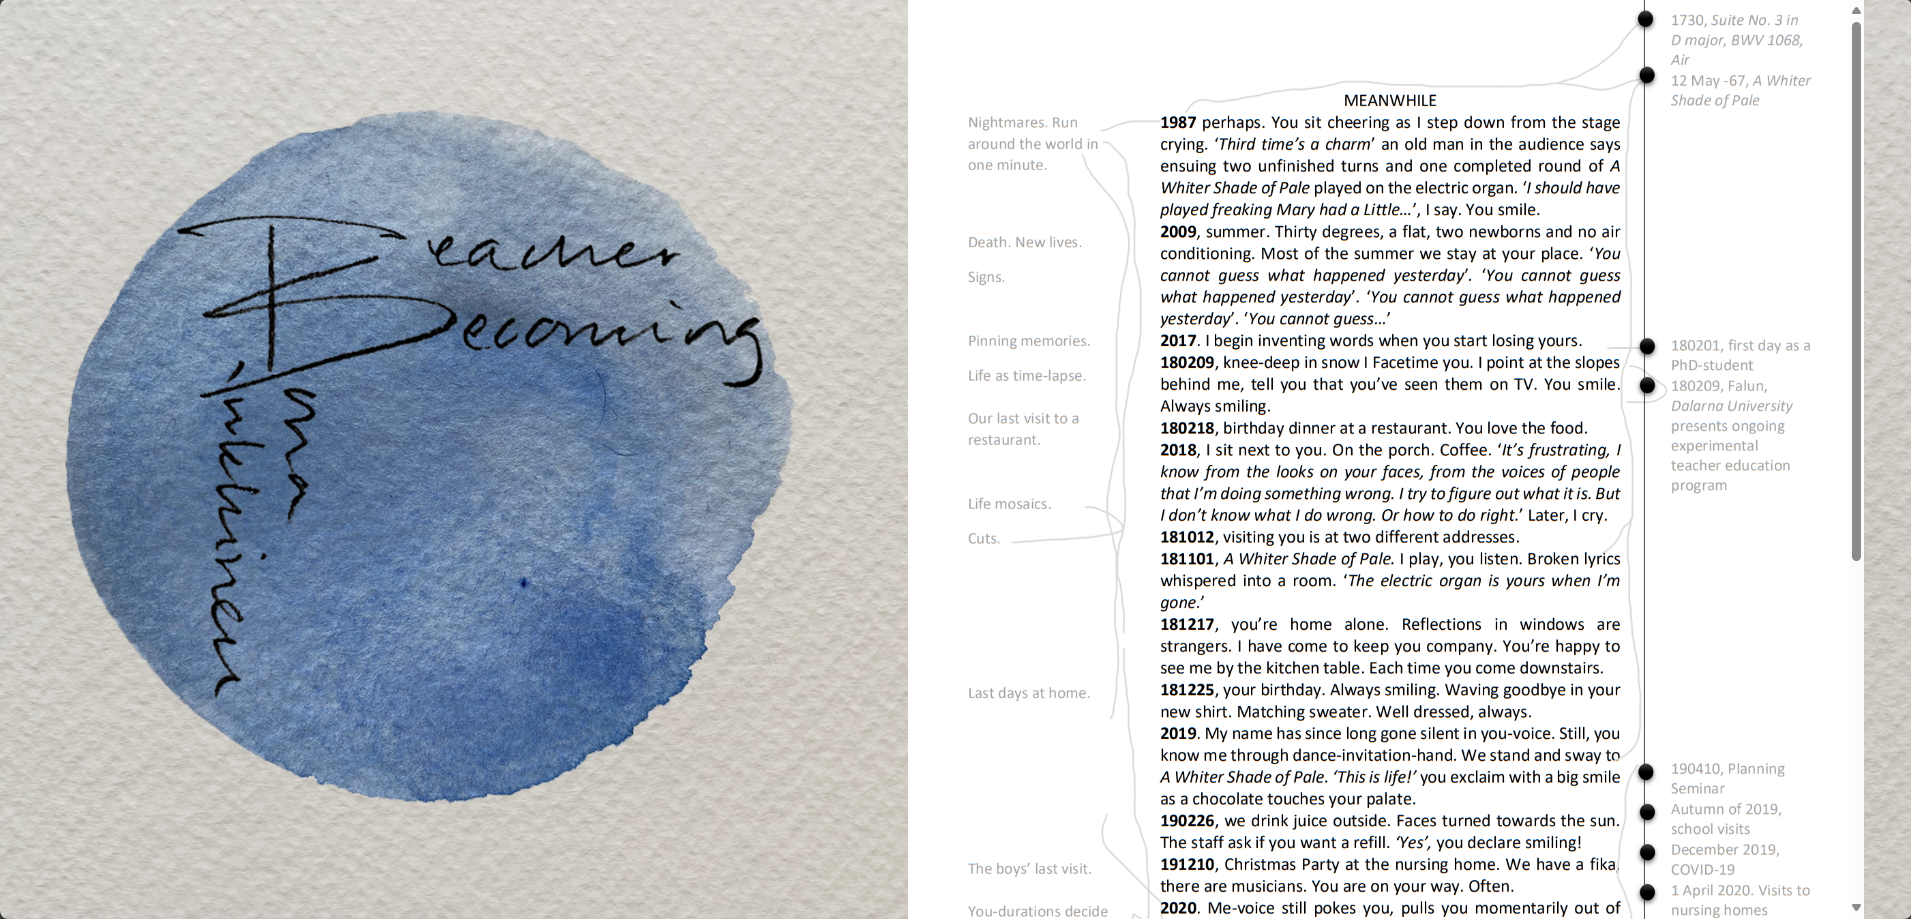 Teacher
Becoming
Ana
1730, Suite No. 3 in
D major, BWV 1068,
Air
12 May -67, A Whiter
Shade of Pale
MEANWHILE
1987 perhaps. You sit cheering as I step down from the stage
crying. ‘Third time’s a charm’ an old man in the audience says
ensuing two unfinished turns and one completed round of A
Whiter Shade of Pale played on the electric organ. ‘I should have
played freaking Mary had a Little…’, I say. You smile.
2009, summer. Thirty degrees, a flat, two newborns and no air
conditioning. Most of the summer we stay at your place. ‘You
cannot guess what happened yesterday’. ‘You cannot guess
what happened yesterday’. ‘You cannot guess what happened
yesterday’. ‘You cannot guess…’
2017. I begin inventing words when you start losing yours.
180209, knee-deep in snow I Facetime you. I point at the slopes
behind me, tell you that you’ve seen them on TV. You smile.
Always smiling.
180218, birthday dinner at a restaurant. You love the food.
2018, I sit next to you. On the porch. Coffee. ‘It’s frustrating, I
know from the looks on your faces, from the voices of people
that I’m doing something wrong. I try to figure out what it is. But
I don’t know what I do wrong. Or how to do right.’ Later, I cry.
181012, visiting you is at two different addresses.
181101, A Whiter Shade of Pale. I play, you listen. Broken lyrics
whispered into a room. ‘The electric organ is yours when I’m
gone.’
181217, you’re home alone. Reflections in windows are
strangers. I have come to keep you company. You’re happy to
see me by the kitchen table. Each time you come downstairs.
181225, your birthday. Always smiling. Waving goodbye in your
new shirt. Matching sweater. Well dressed, always.
2019. My name has since long gone silent in you-voice. Still, you
know me through dance-invitation-hand. We stand and sway to
A Whiter Shade of Pale. ‘This is life!’ you exclaim with a big smile
as a chocolate touches your palate.
190226, we drink juice outside. Faces turned towards the sun.
The staff ask if you want a refill. ‘Yes’, you declare smiling!
191210, Christmas Party at the nursing home. We have a fika,
there are musicians. You are on your way. Often.
2020. Me-voice still pokes you, pulls you momentarily out of
Nightmares. Run
around the world in
one minute.
Death. New lives.
Signs.
Pinning memories.
Life as time-lapse.
Our last visit to a
restaurant.
Life mosaics.
Cuts.
Last days at home.
The boys’ last visit.
You-durations decide
180201, first day as a
PhD-student
180209, Falun,
Dalarna University
presents ongoing
experimental
teacher education
program
190410, Planning
Seminar
Autumn of 2019,
school visits
December 2019,
COVID-19
1 April 2020. Visits to
nursing homes